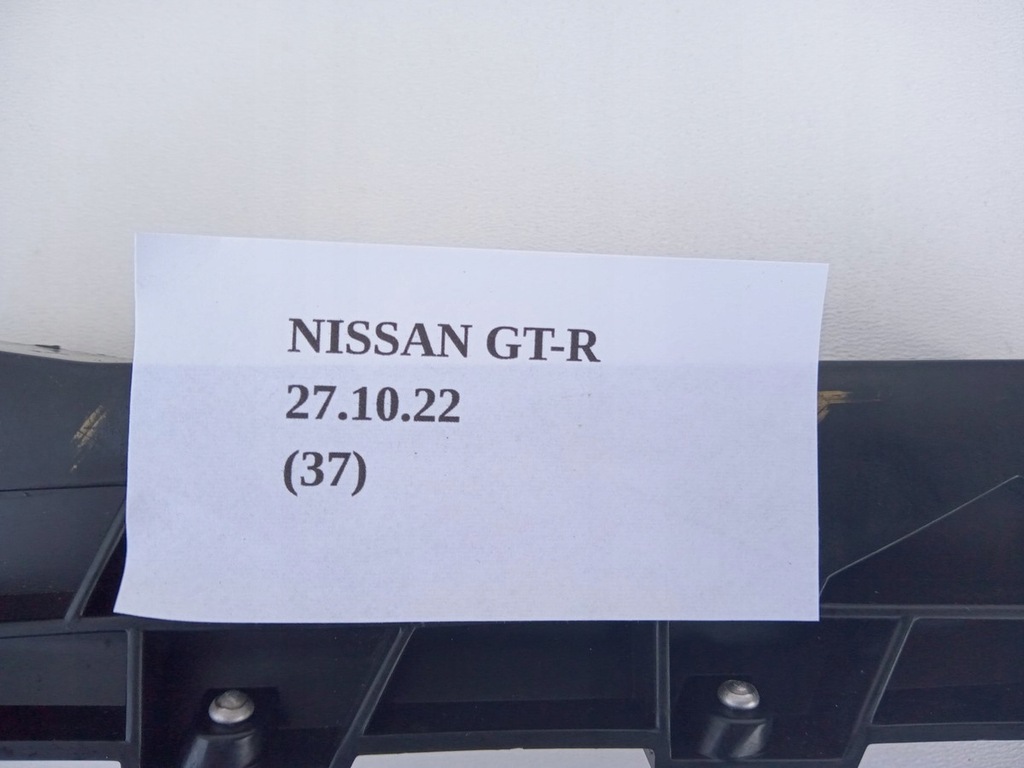 NISSAN GT-R
27.10.22
(37)